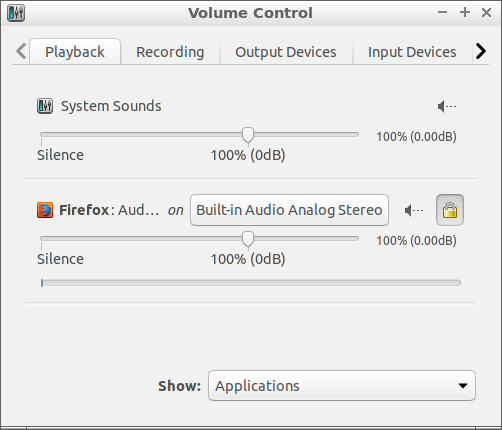 Volume Control
Playback Recording Output Devices Input Devices
System Sounds
100% (0.00dB)
Silence 100% (0dB)
Firefox: Aud... on Built-in Audio Analog Stereo
100% (0.00dB)
Silence 100% (0dB)
Show: Applications